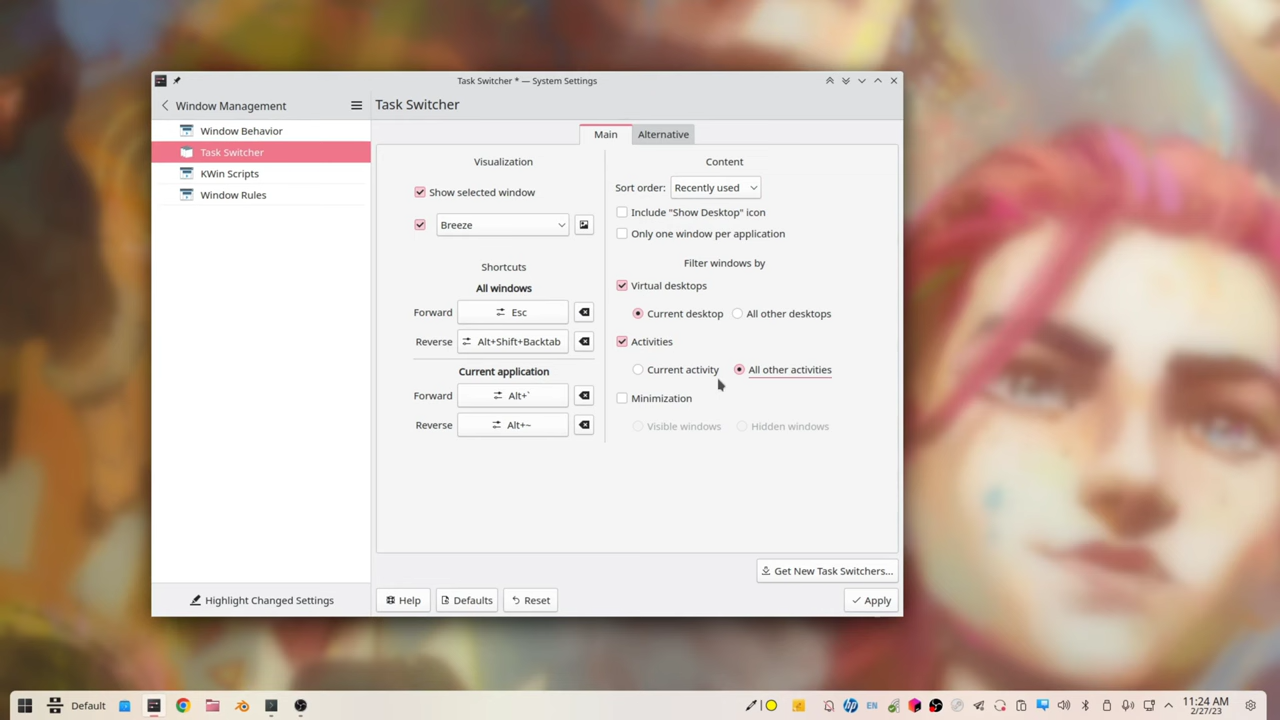 Task Switcher * — System Settings
Window Management
Task Switcher
Window Behavior
Task Switcher
KWin Scripts
Window Rules
Highlight Changed Settings
Main
Alternative
Visualization
Show selected window
Breeze
Shortcuts
All windows
Forward
Esc
Reverse
Alt+Shift+Backtab
Current application
Forward
Alt+`
Reverse
Alt+~
Content
Sort order:
Recently used
Include "Show Desktop" icon
Only one window per application
Filter windows by
Virtual desktops
Current desktop
All other desktops
Activities
Current activity
All other activities
Minimization
Visible windows
Hidden windows
Get New Task Switchers...
Help
Defaults
Reset
Apply
Default
EN
11:24 AM
2/27/23